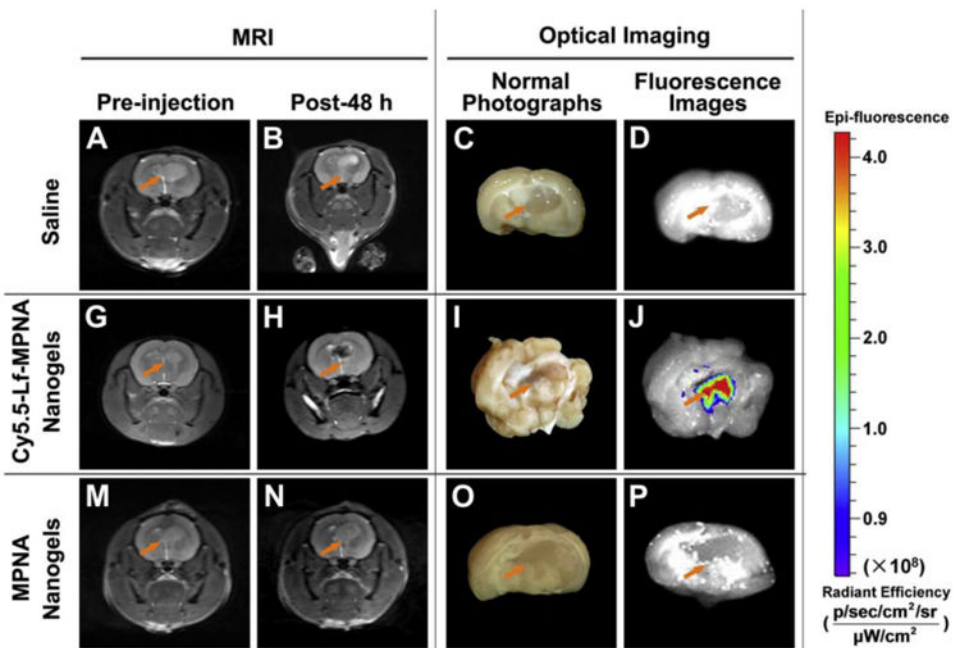 MRI
Optical Imaging
Pre-injection
Post-48 h
Normal
Photographs
Fluorescence
Images
Epi-fluorescence
Saline
A
B
C
D
Cy5.5-Lf-MPNA
Nanogels
G
H
I
J
MPNA
Nanogels
M
N
O
P
4.0
3.0
2.0
1.0
0.9
(×10⁸)
Radiant Efficiency
(p/sec/cm²/sr
µW/cm²)